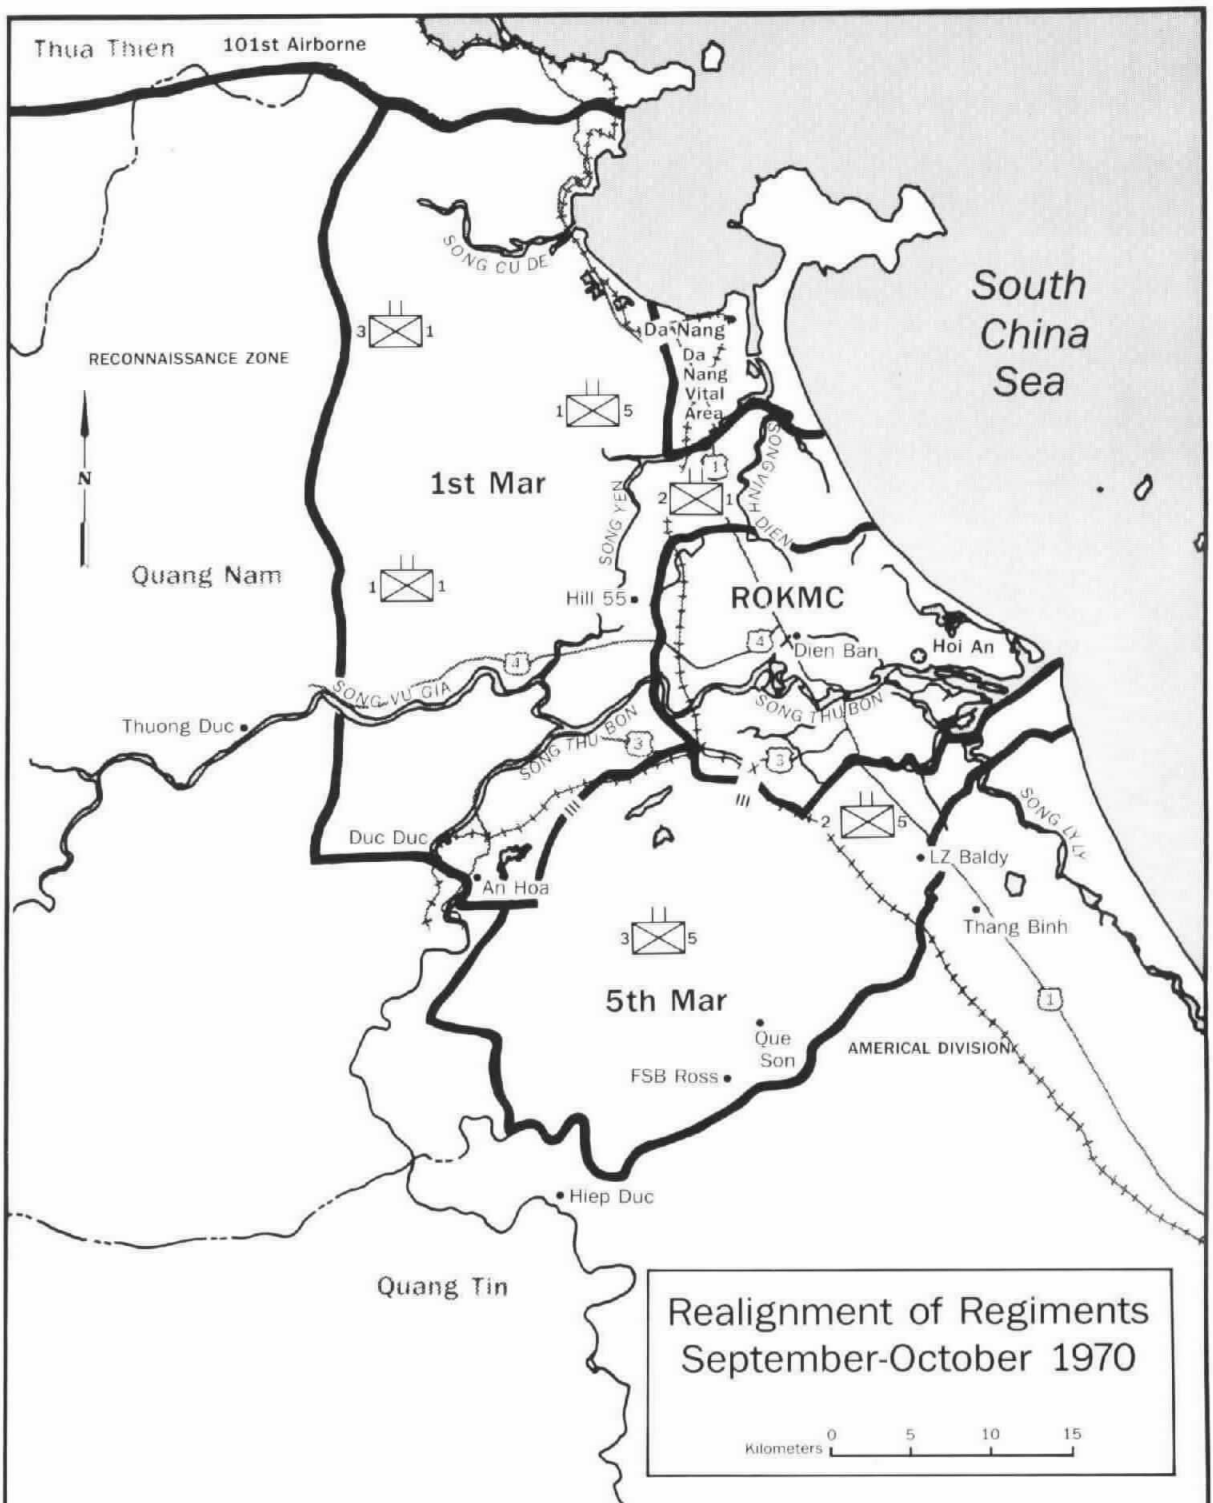 Thua Thien
101st Airborne
SONG CU DE
South
China
Sea
3 1
Da Nang
RECONNAISSANCE ZONE
Da
Nang
Vital
Area
1 5
N
1st Mar
1
2 1
SONG YEN
SONG VINH DIEN
Quang Nam
1 1
Hill 55
ROKMC
4
Dien Ban
Hoi An
4
SONG VU GIA
Thuong Duc
SONG THU BON
3
SONG THU BON
3
III
III
2 5
SONG LY LY
Duc Duc
LZ Baldy
An Hoa
Thang Binh
3 5
5th Mar
1
Que
Son
AMERICAL DIVISION
FSB Ross
Hiep Duc
Quang Tin
Realignment of Regiments
September-October 1970
Kilometers 0 5 10 15